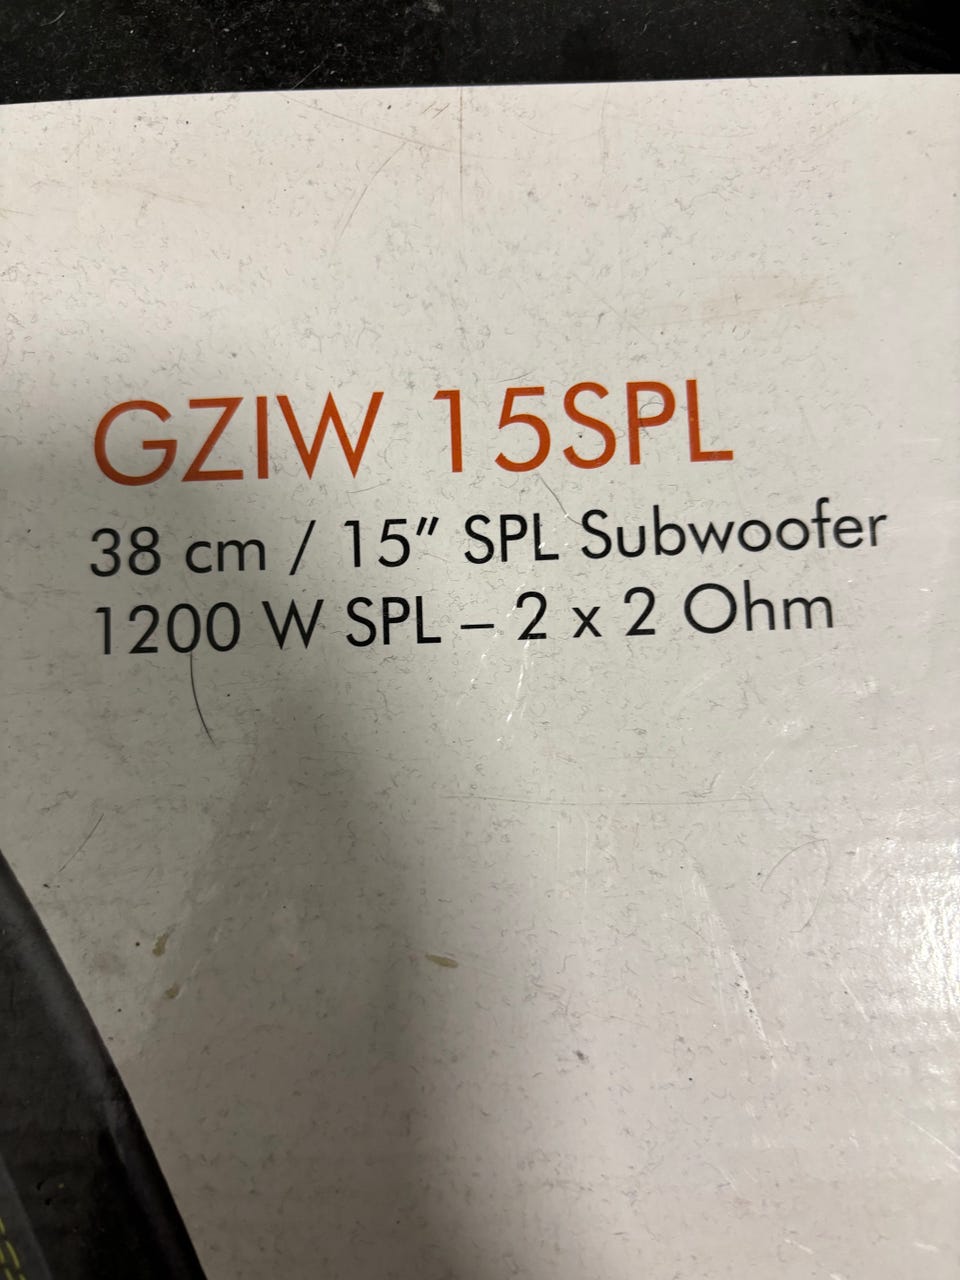 GZIW 15SPL
38 cm / 15” SPL Subwoofer
1200 W SPL – 2 x 2 Ohm